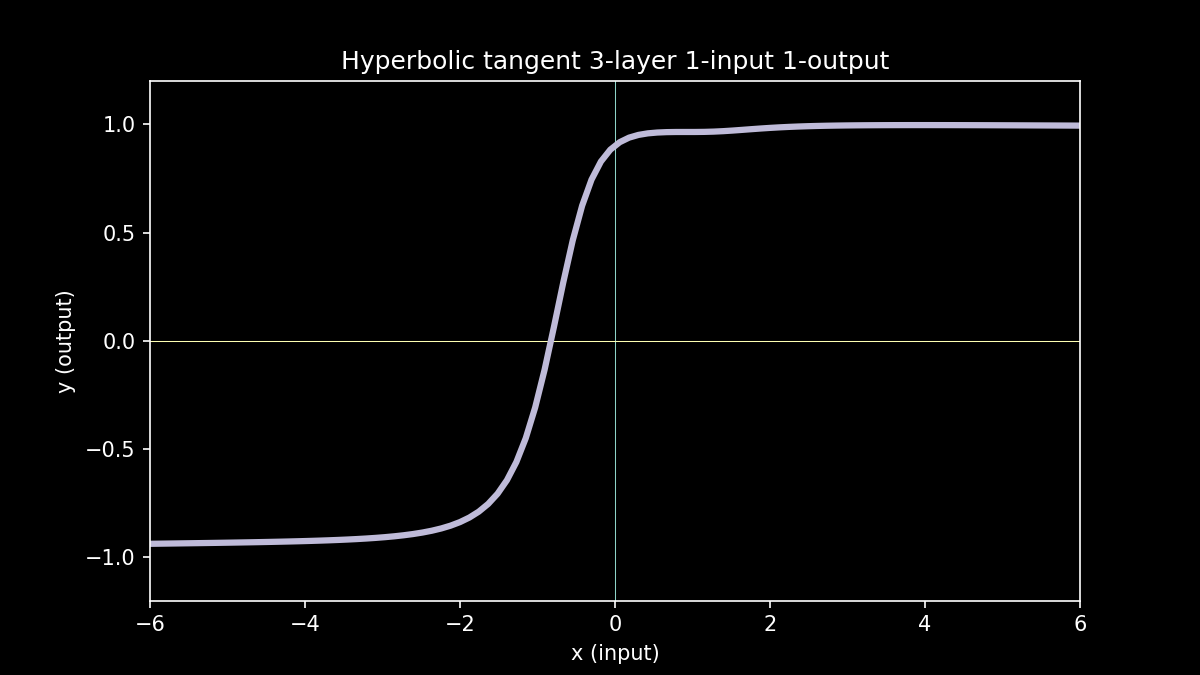 Hyperbolic tangent 3-layer 1-input 1-output
1.0
0.5
0.0
−0.5
−1.0
y (output)
−6 −4 −2 0 2 4 6
x (input)